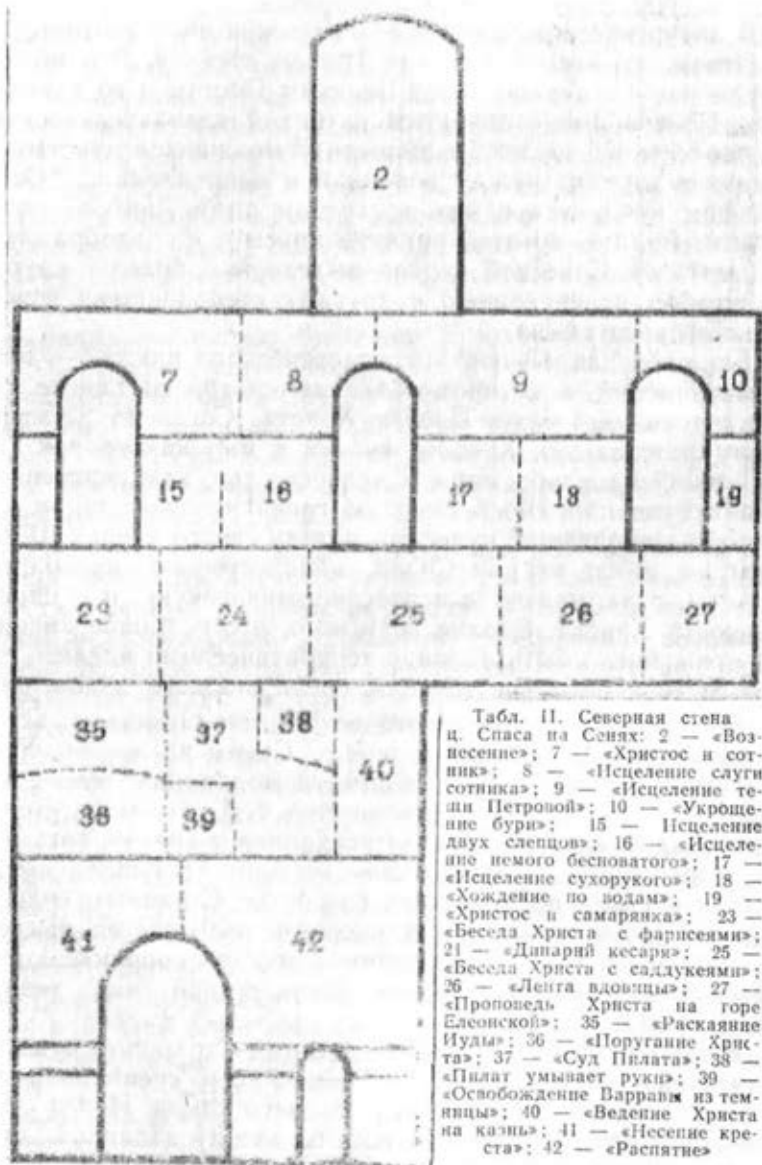 2
7 8 9 10
15 16 17 18 19
23 24 25 26 27
35 37 38
40
36 39
41 42
Табл. II. Северная стена
ц. Спаса на Сенях: 2 — «Воз-
несение»; 7 — «Христос и сот-
ник»; 8 — «Исцеление слуги
сотника»; 9 — «Исцеление те-
щи Петровой»; 10 — «Укроще-
ние бури»; 15 — Исцеление
двух слепцов»; 16 — «Исцеле-
ние немого бесноватого»; 17 —
«Исцеление сухорукого»; 18 —
«Хождение по водам»; 19 —
«Христос и самарянка»; 23 —
«Беседа Христа с фарисеями»;
21 — «Динарий кесаря»; 25 —
«Беседа Христа с саддукеями»;
26 — «Лепта вдовицы»; 27 —
«Проповедь Христа на горе
Елеонской»; 35 — «Раскаяние
Иуды»; 36 — «Поругание Хрис-
та»; 37 — «Суд Пилата»; 38 —
«Пилат умывает руки»; 39 —
«Освобождение Варравы из тем-
ницы»; 40 — «Ведение Христа
на казнь»; 41 — «Несение кре-
ста»; 42 — «Распятие»